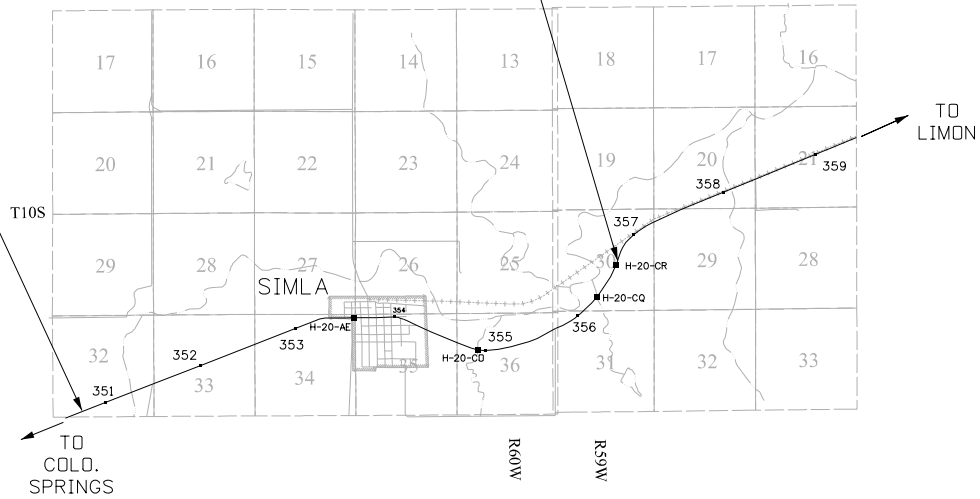 17 16 15 14 13 18 17 16
TO
LIMON
20 21 22 23 24 19 20 21
359
358
T10S
357
29 28 27 26 25 30 29 28
H-20-CR
SIMLA
H-20-CQ
354
356
H-20-AE
353
355
H-20-CD
352
32 33 34 35 36 31 32 33
351
TO
COLO.
SPRINGS
R60W
R59W